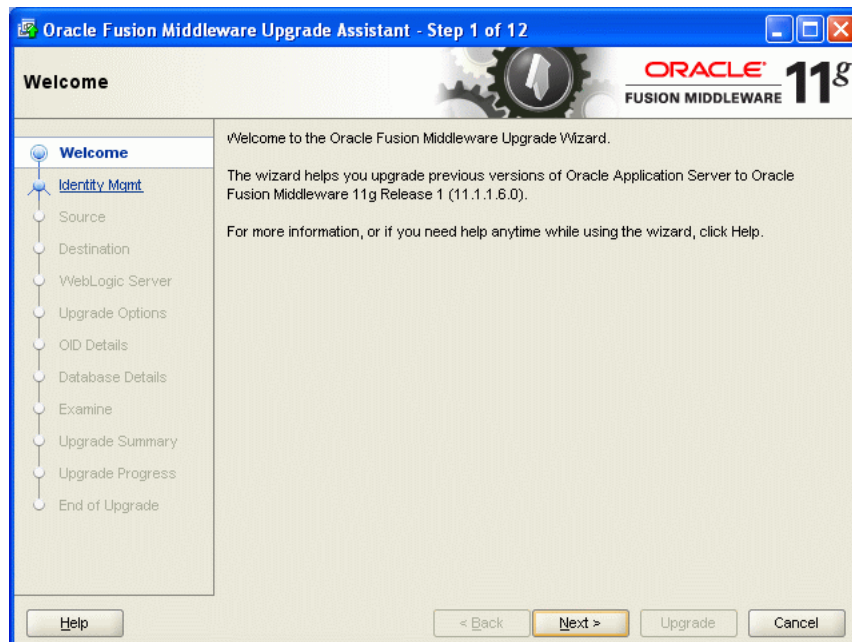 Oracle Fusion Middleware Upgrade Assistant - Step 1 of 12
Welcome
ORACLE 11g
FUSION MIDDLEWARE
Welcome
Identity Mgmt
Source
Destination
WebLogic Server
Upgrade Options
OID Details
Database Details
Examine
Upgrade Summary
Upgrade Progress
End of Upgrade
Welcome to the Oracle Fusion Middleware Upgrade Wizard.
The wizard helps you upgrade previous versions of Oracle Application Server to Oracle
Fusion Middleware 11g Release 1 (11.1.1.6.0).
For more information, or if you need help anytime while using the wizard, click Help.
Help
< Back
Next >
Upgrade
Cancel